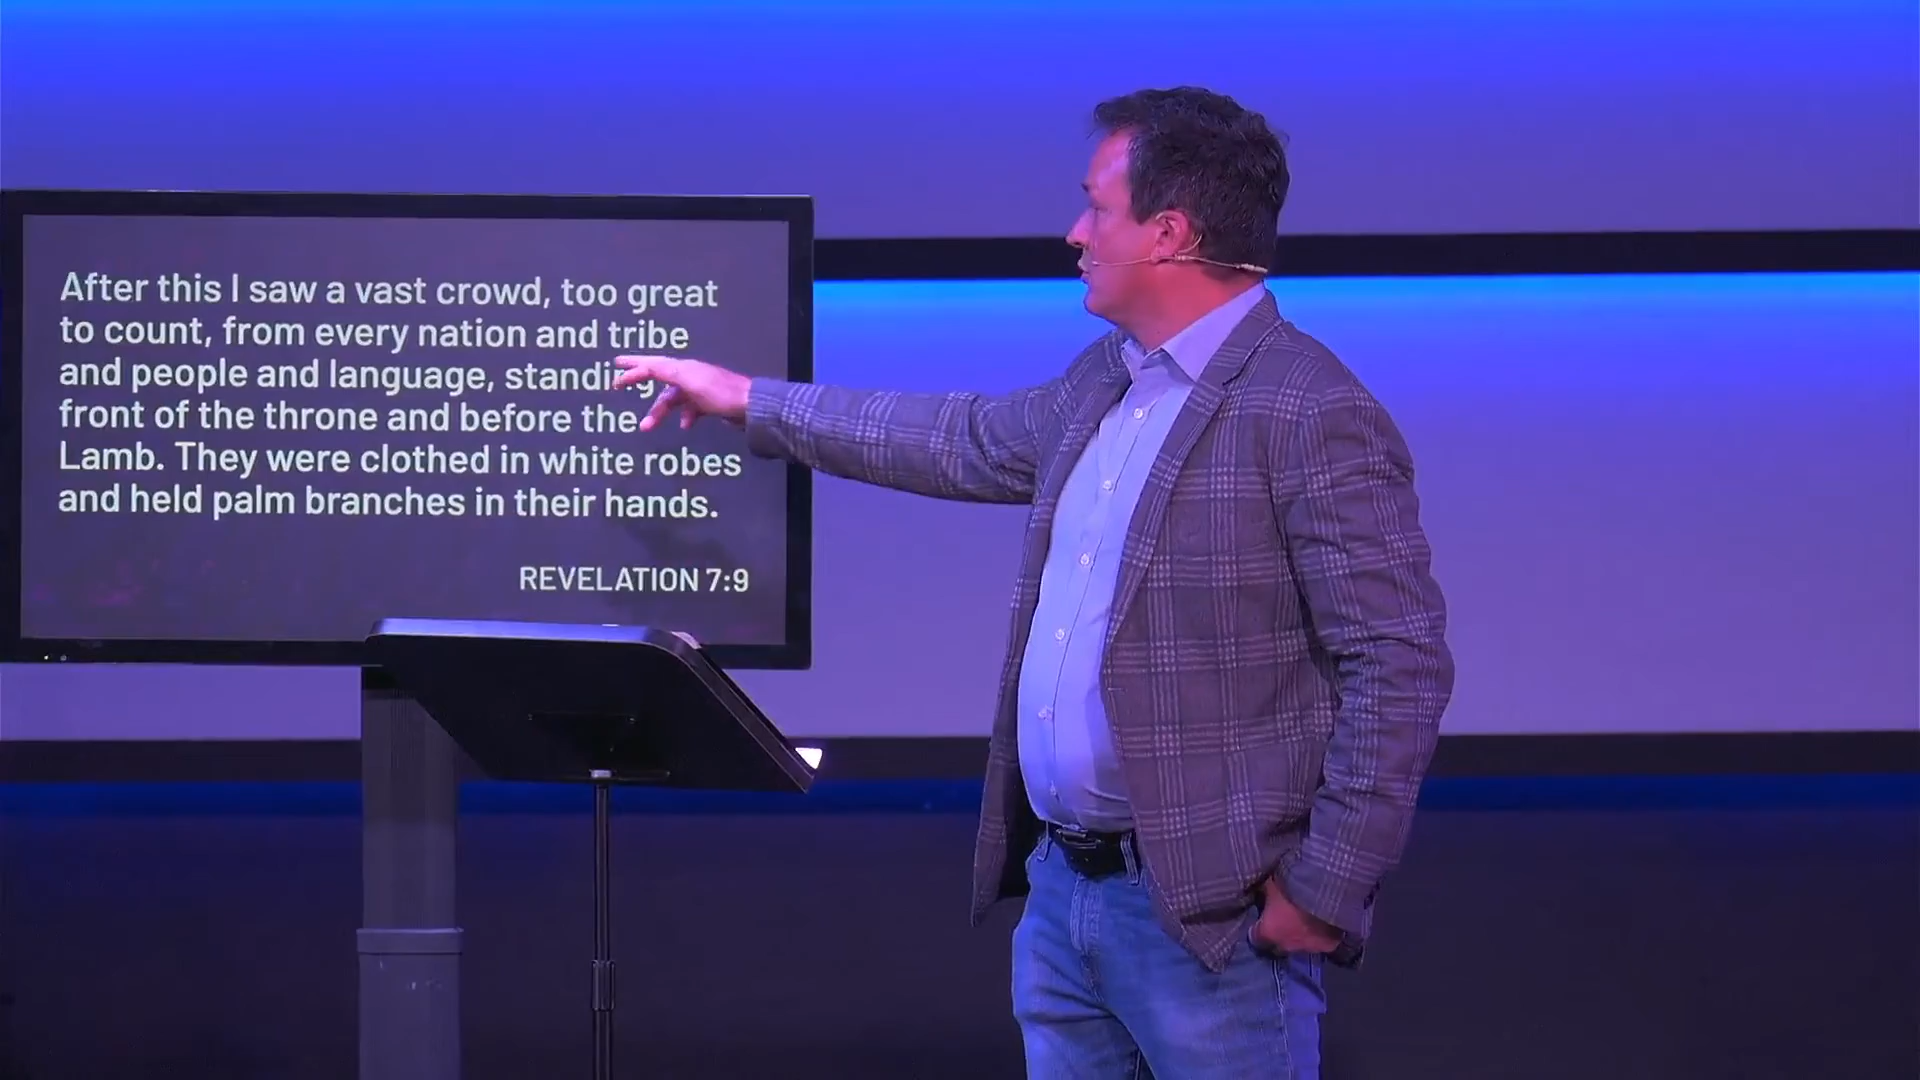 After this I saw a vast crowd, too great
to count, from every nation and tribe
and people and language, standing
front of the throne and before the
Lamb. They were clothed in white robes
and held palm branches in their hands.
REVELATION 7:9